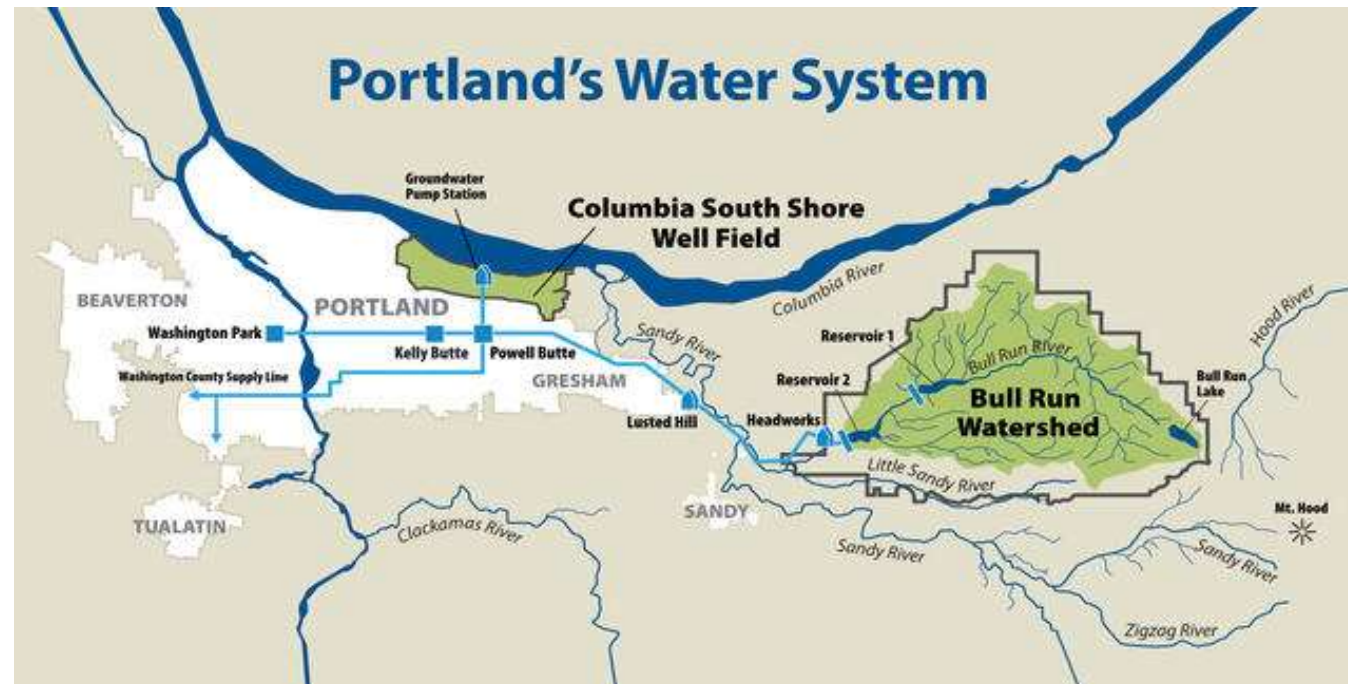 Portland's Water System
Groundwater
Pump Station
Columbia South Shore
Well Field
Columbia River
Hood River
BEAVERTON
PORTLAND
Washington Park
Kelly Butte
Powell Butte
Sandy River
Reservoir 1
Bull Run River
Washington County Supply Line
GRESHAM
Reservoir 2
Bull Run
Lake
Bull Run
Watershed
Lusted Hill
Headworks
Little Sandy River
TUALATIN
Clackamas River
SANDY
Mt. Hood
Sandy River
Sandy River
Zigzag River